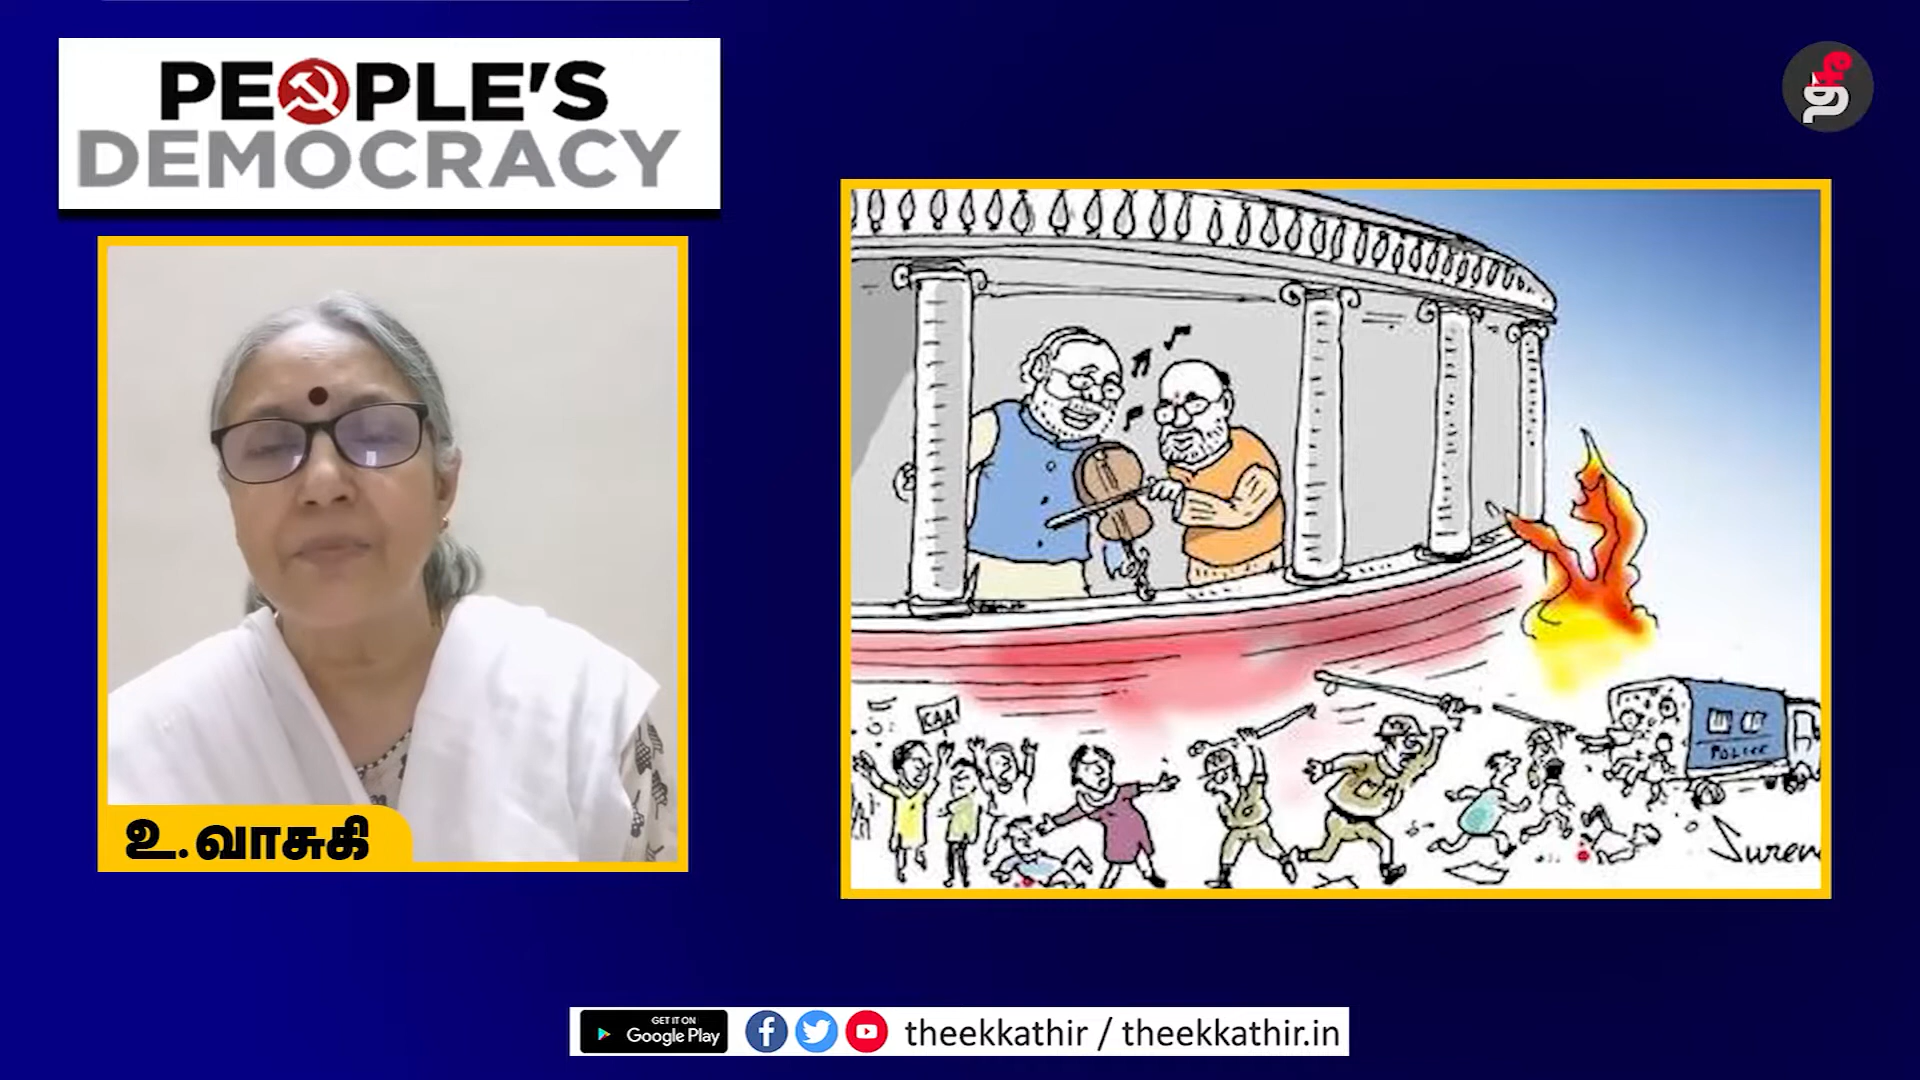 PEOPLE'S
DEMOCRACY
தீ
CAA
POLICE
Suren
உ.வாசுகி
GET IT ON
Google Play
theekkathir / theekkathir.in